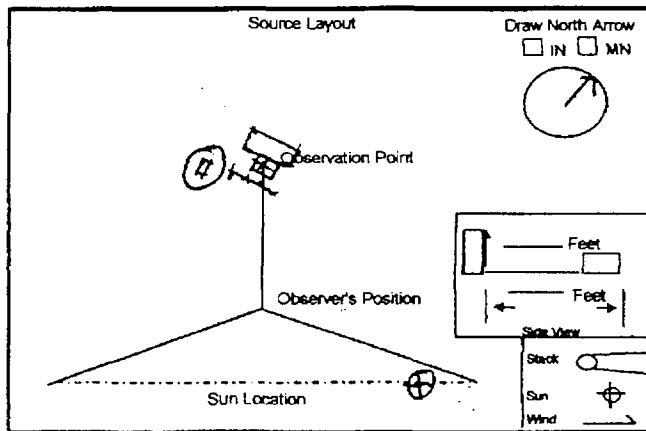 Source Layout
Draw North Arrow
IN MN
Observation Point
Feet
Observer's Position
Feet
Side View
Stack
Sun Location
Sun
Wind